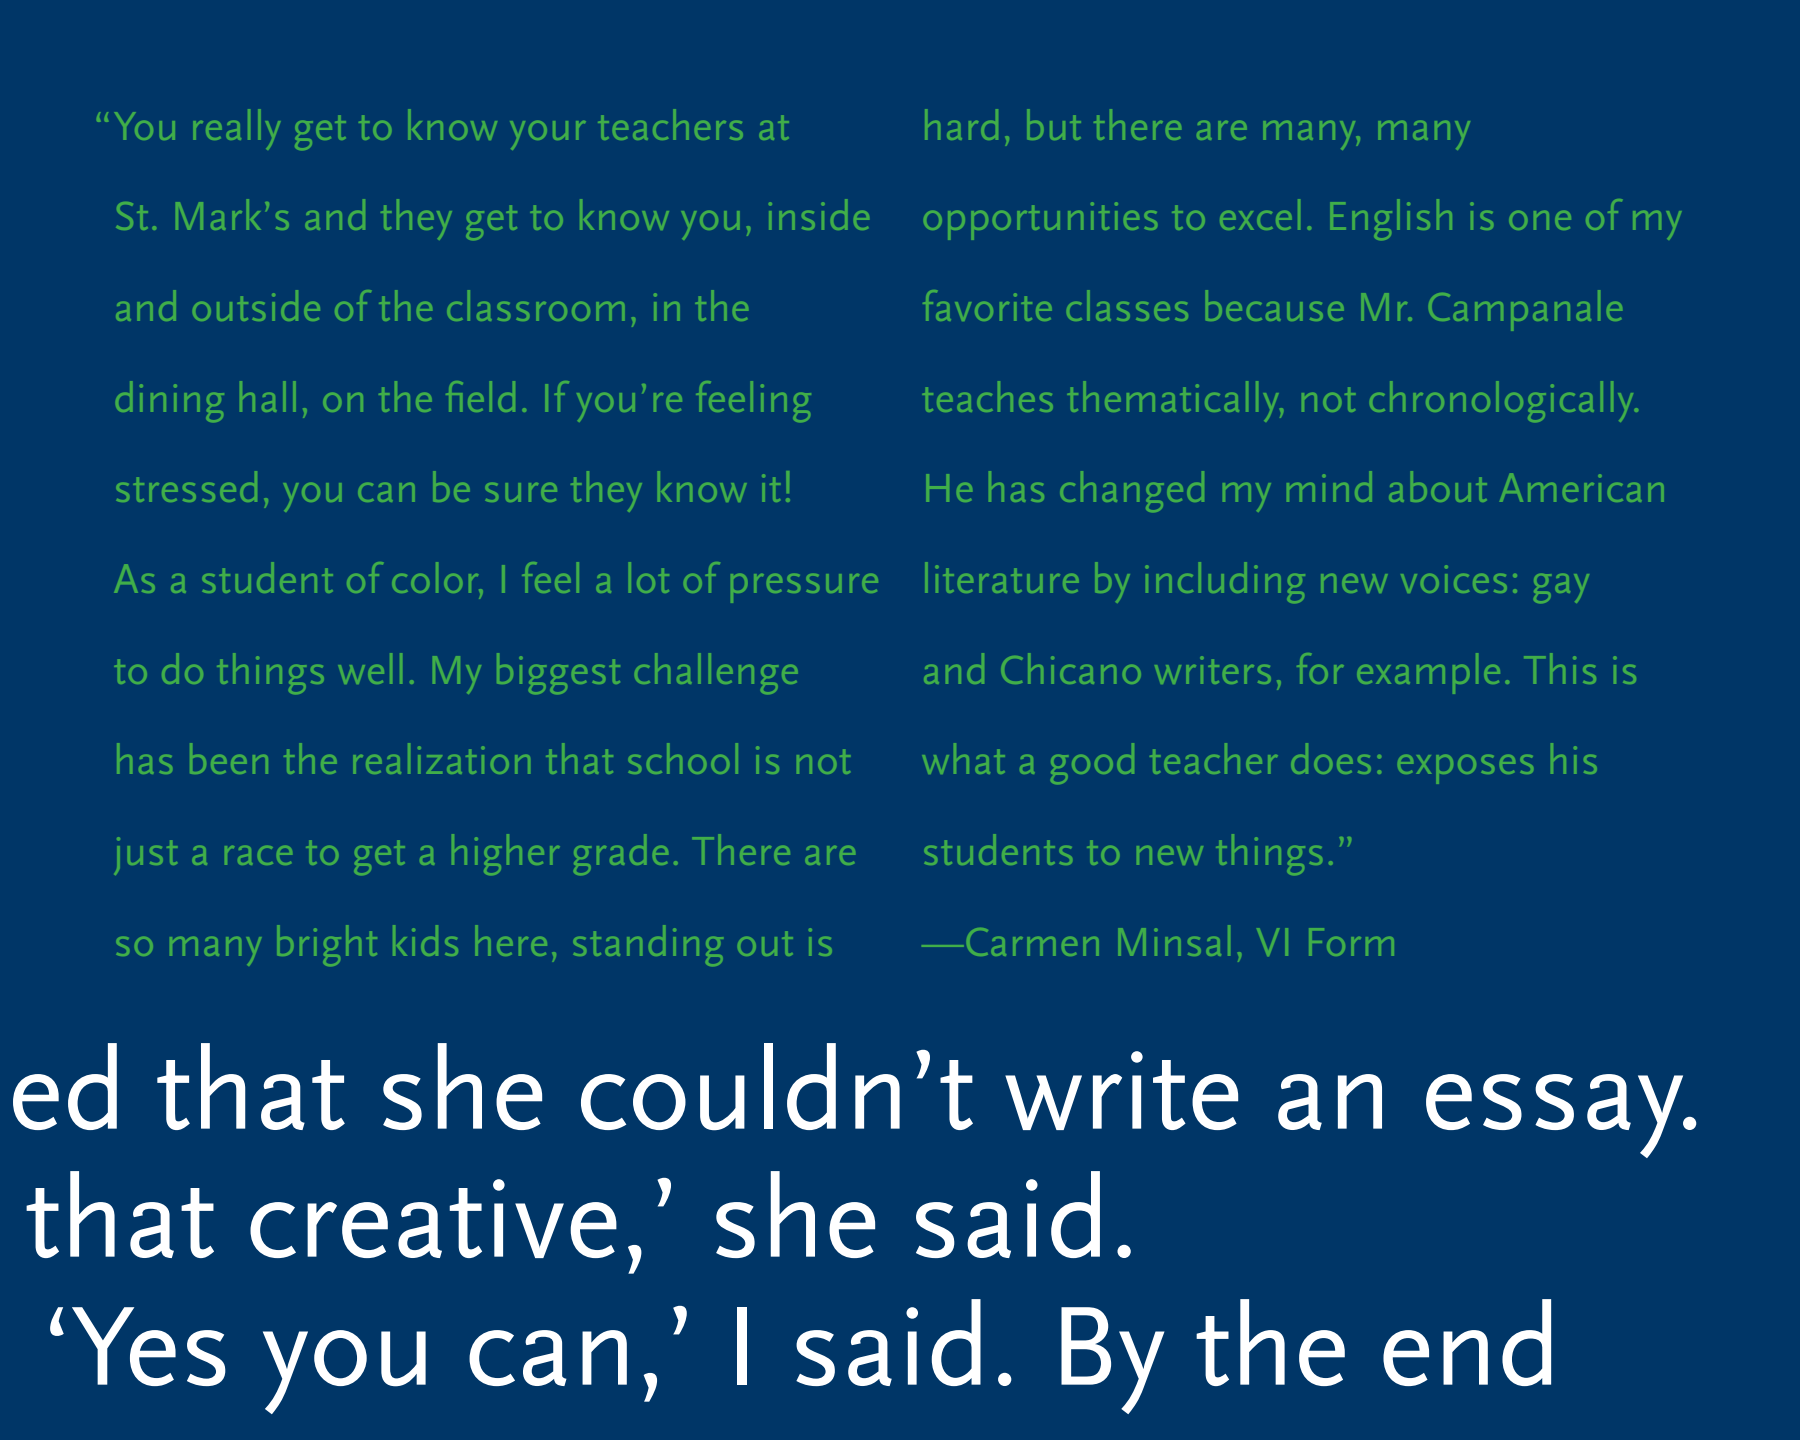 “You really get to know your teachers at
St. Mark’s and they get to know you, inside
and outside of the classroom, in the
dining hall, on the field. If you’re feeling
stressed, you can be sure they know it!
As a student of color, I feel a lot of pressure
to do things well. My biggest challenge
has been the realization that school is not
just a race to get a higher grade. There are
so many bright kids here, standing out is
hard, but there are many, many
opportunities to excel. English is one of my
favorite classes because Mr. Campanale
teaches thematically, not chronologically.
He has changed my mind about American
literature by including new voices: gay
and Chicano writers, for example. This is
what a good teacher does: exposes his
students to new things.”
—Carmen Minsal, VI Form
ed that she couldn’t write an essay.
that creative,’ she said.
‘Yes you can,’ I said. By the end